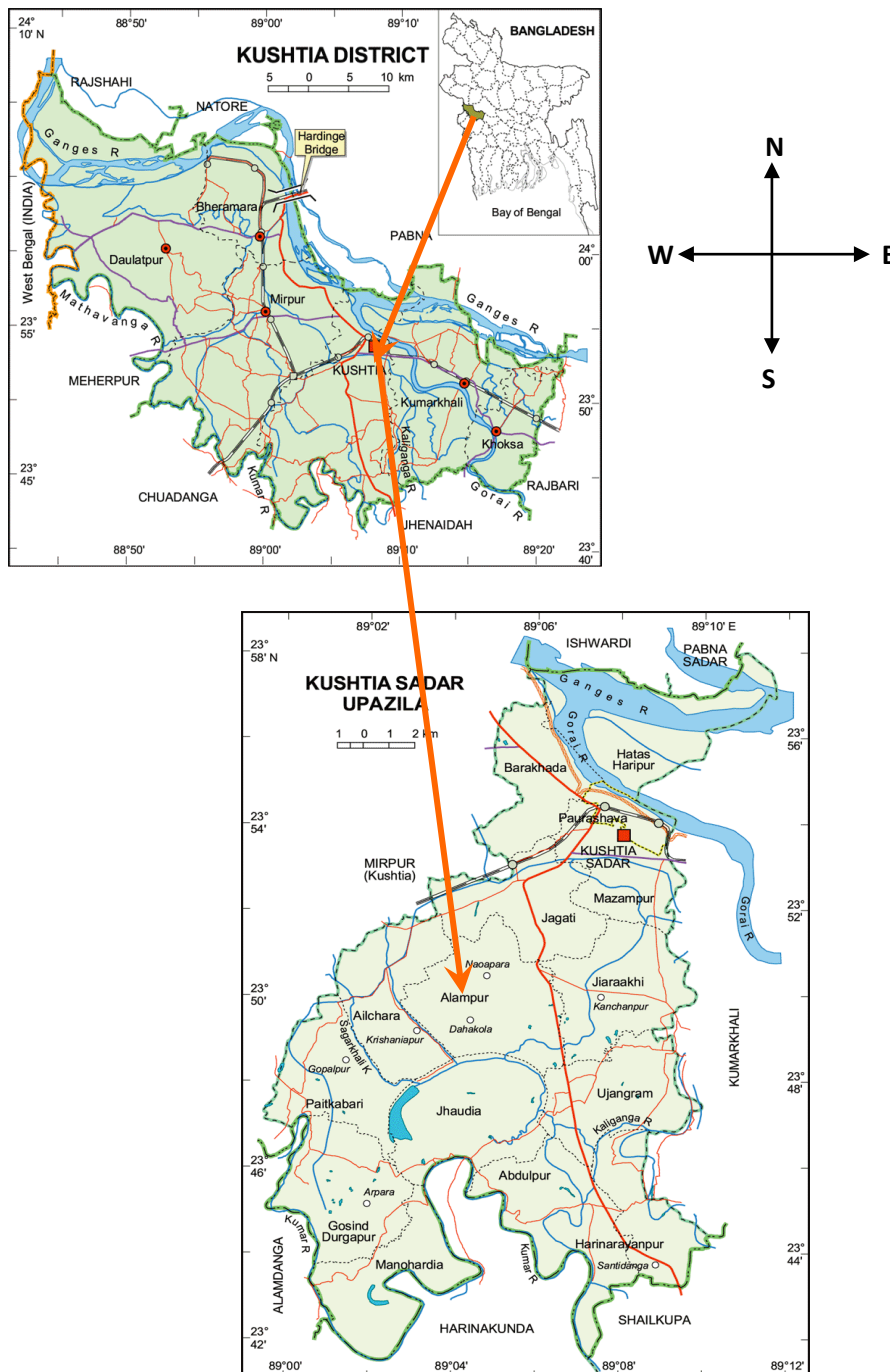 24°
10' N
88°50'
89°00'
89°10'
KUSHTIA DISTRICT
5 0 5 10 km
BANGLADESH
Bay of Bengal
RAJSHAHI
NATORE
Ganges R
Hardinge
Bridge
West Bengal (INDIA)
Bheramara
Daulatpur
PABNA
24°
00'
Mathavanga R
Mirpur
Ganges R
23°
55'
MEHERPUR
KUSHTIA
Kumarkhali
23°
50'
Khoksa
Kaliganga R
23°
45'
Kumar R
Gorai R
RAJBARI
CHUADANGA
JHENAIDAH
88°50'
89°00'
89°10'
89°20'
23°
40'
N
W
E
S
89°02'
89°06'
89°10' E
23°
58' N
ISHWARDI
PABNA
SADAR
KUSHTIA SADAR
UPAZILA
1 0 1 2 km
Ganges R
Gorai R
23°
56'
Hatas
Haripur
Barakhada
23°
54'
Paurashava
KUSHTIA
SADAR
MIRPUR
(Kushtia)
Mazampur
23°
52'
Jagati
Gorai R
Naoapara
Jiaraakhi
23°
50'
Alampur
Kanchanpur
Ailchara
Dahakola
Krishaniapur
Sagarkhali K
KUMARKHALI
Gopalpur
23°
48'
Ujangram
Paitkabari
Jhaudia
Kaliganga R
23°
46'
Abdulpur
Arpara
Gosind
Durgapur
Kumar R
Harinarayanpur
23°
44'
Manohardia
Kumar R
Santidanga
ALAMDANGA
SHAILKUPA
HARINAKUNDA
23°
42'
89°00'
89°04'
89°08'
89°12'